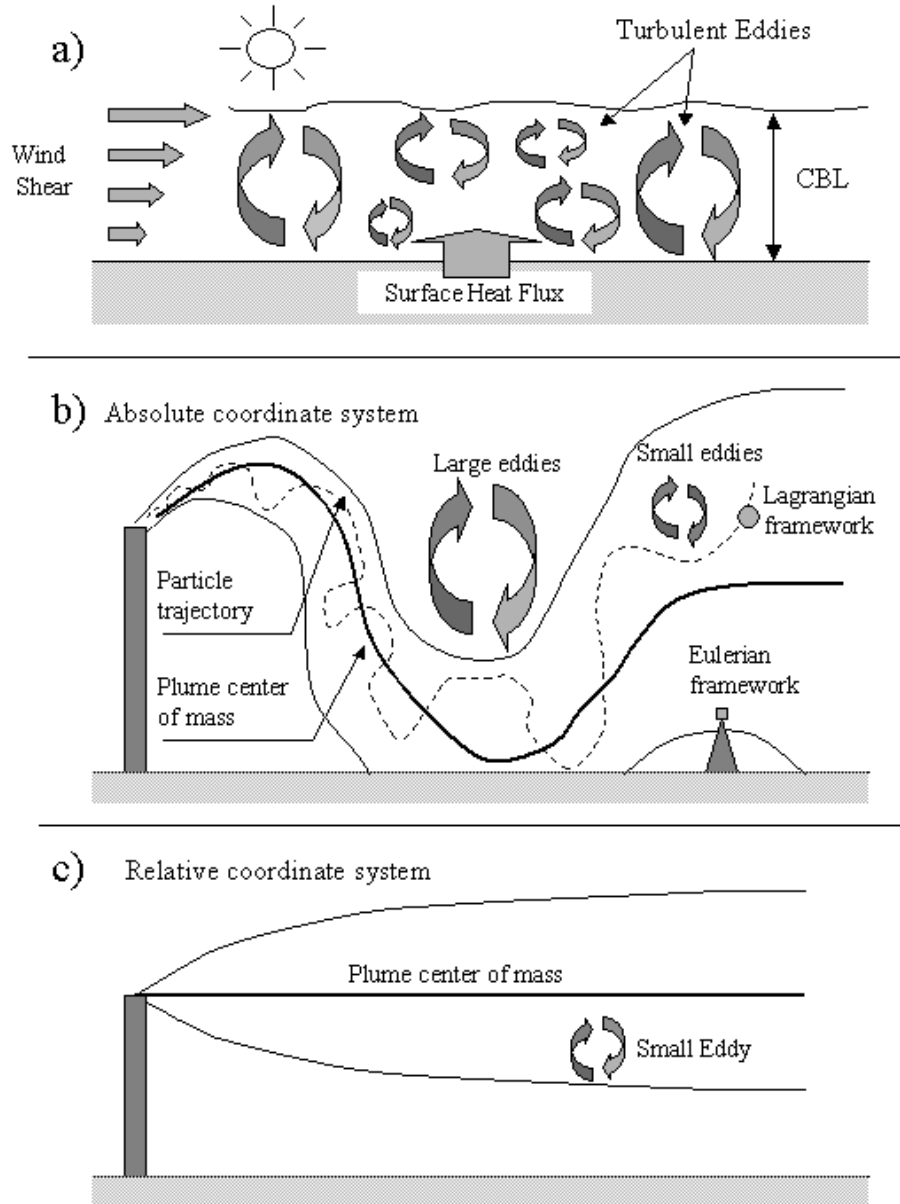 a)
Turbulent Eddies
Wind
Shear
CBL
Surface Heat Flux
b) Absolute coordinate system
Large eddies
Small eddies
Lagrangian
framework
Particle
trajectory
Plume center
of mass
Eulerian
framework
c) Relative coordinate system
Plume center of mass
Small Eddy